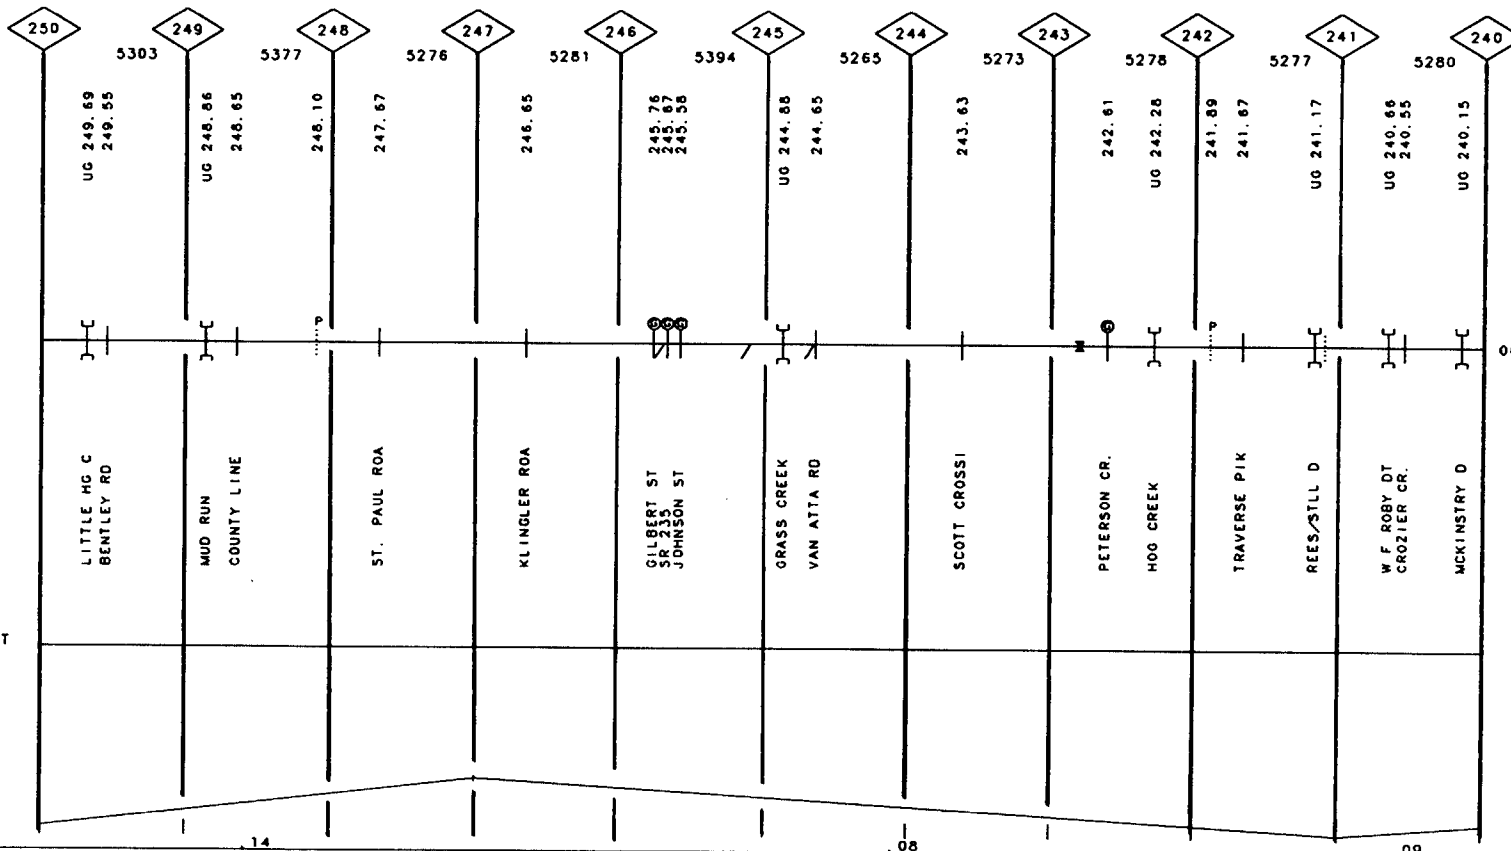 250 249 248 247 246 245 244 243 242 241 240
5303 5377 5276 5281 5394 5265 5273 5278 5277 5280
UG 249.69
249.55
UG 248.86
248.65
248.10
247.67
246.65
245.76
245.67
245.58
UG 244.88
244.65
243.63
242.61
UG 242.28
241.89
241.67
UG 241.17
UG 240.66
240.55
UG 240.15
P
G G G
G
P
LITTLE HG C
BENTLEY RD
MUD RUN
COUNTY LINE
ST. PAUL ROA
KLINGLER ROA
GILBERT ST
SR 235
JOHNSON ST
GRASS CREEK
VAN ATTA RD
SCOTT CROSSI
PETERSON CR.
HOG CREEK
TRAVERSE PIK
REES/STLL D
W F ROBY DT
CROZIER CR.
MCKINSTRY D
T
.14 .08 .09